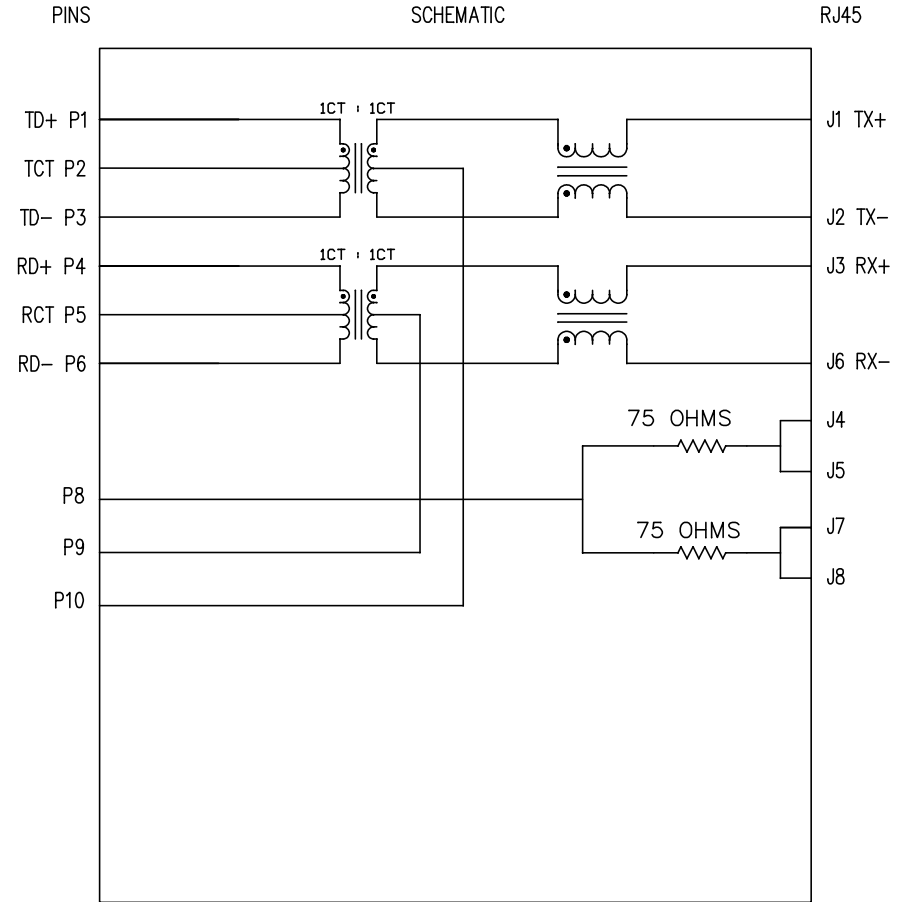 PINS SCHEMATIC RJ45
1CT : 1CT
TD+ P1 J1 TX+
TCT P2
TD- P3 J2 TX-
1CT : 1CT
RD+ P4 J3 RX+
RCT P5
RD- P6 J6 RX-
75 OHMS
J4
J5
P8
75 OHMS
J7
P9
J8
P10